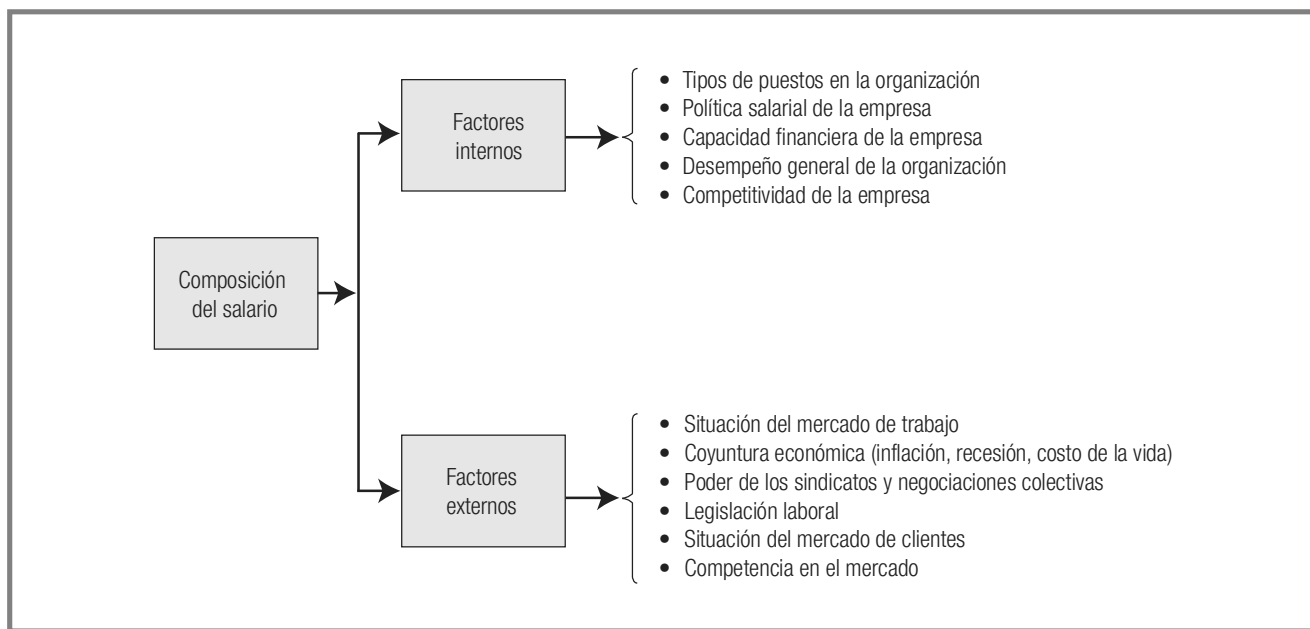 Composición
del salario
Factores
internos
• Tipos de puestos en la organización
• Política salarial de la empresa
• Capacidad financiera de la empresa
• Desempeño general de la organización
• Competitividad de la empresa
Factores
externos
• Situación del mercado de trabajo
• Coyuntura económica (inflación, recesión, costo de la vida)
• Poder de los sindicatos y negociaciones colectivas
• Legislación laboral
• Situación del mercado de clientes
• Competencia en el mercado